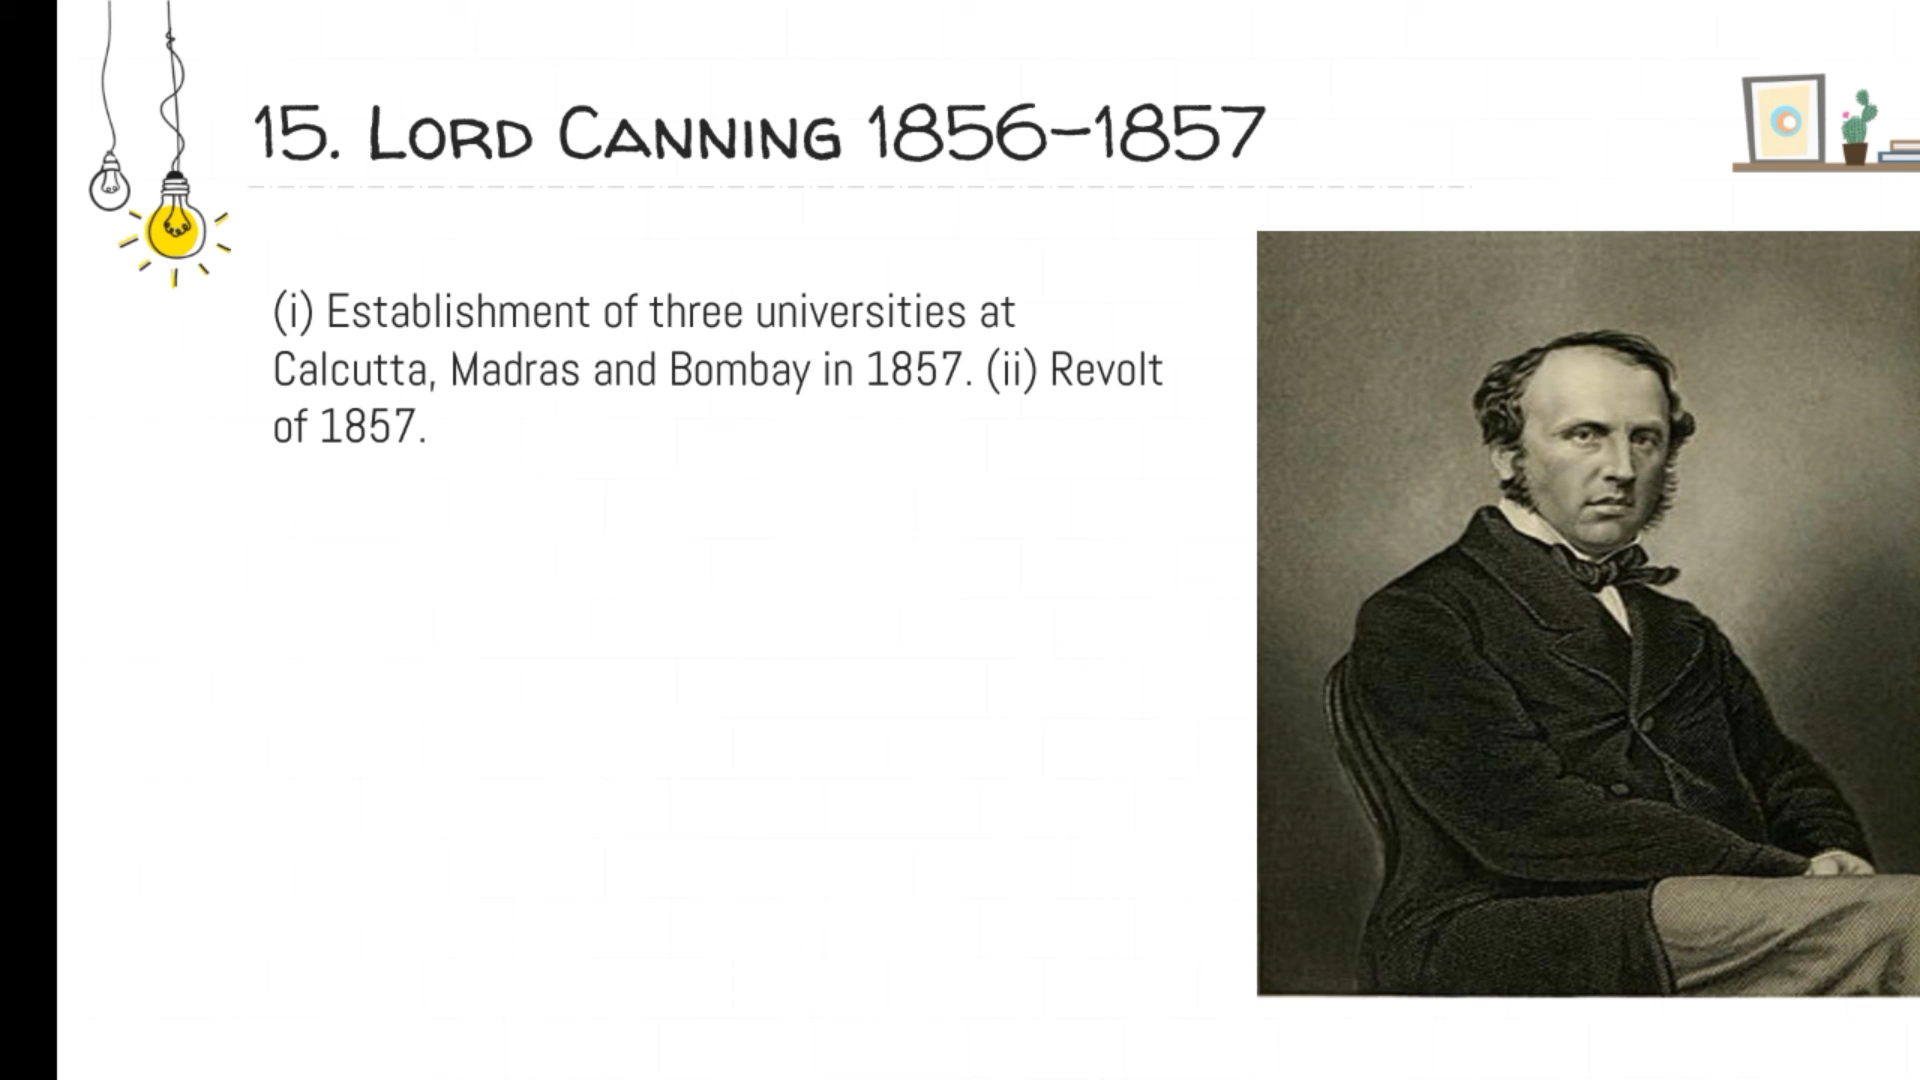 15. Lord Canning 1856-1857
(i) Establishment of three universities at
Calcutta, Madras and Bombay in 1857. (ii) Revolt
of 1857.